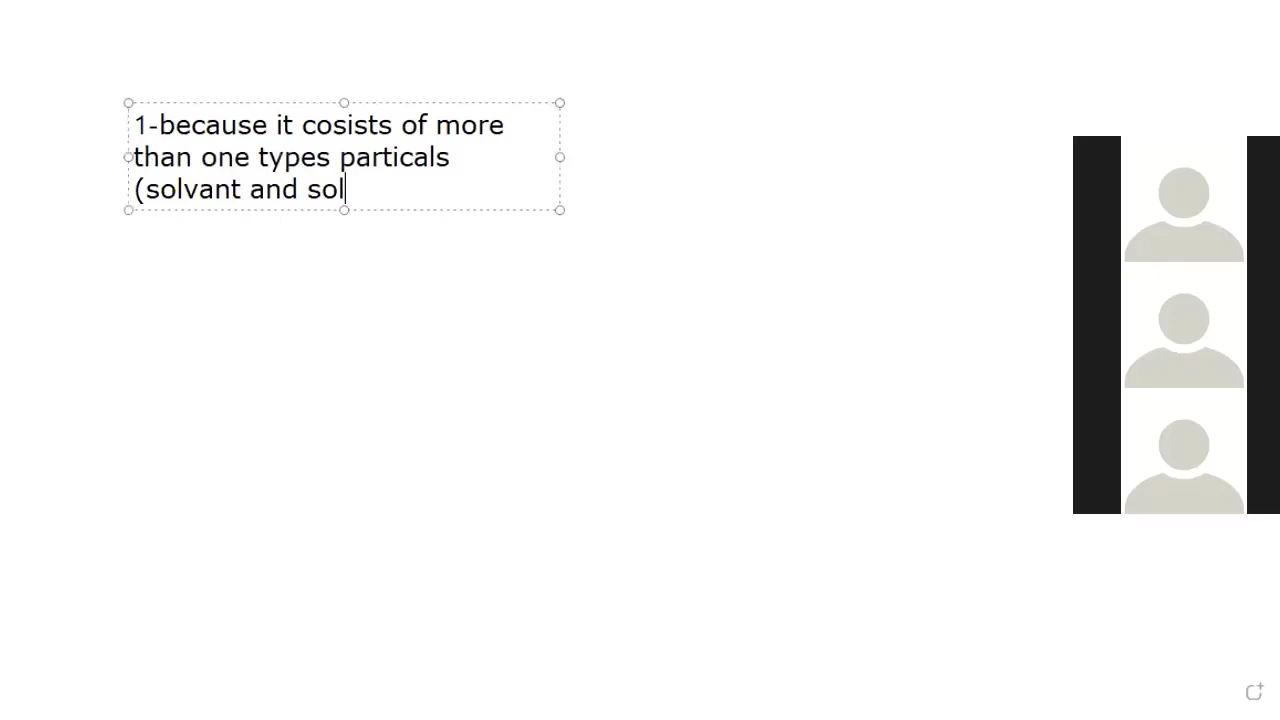 1-because it cosists of more
than one types particals
(solvant and sol